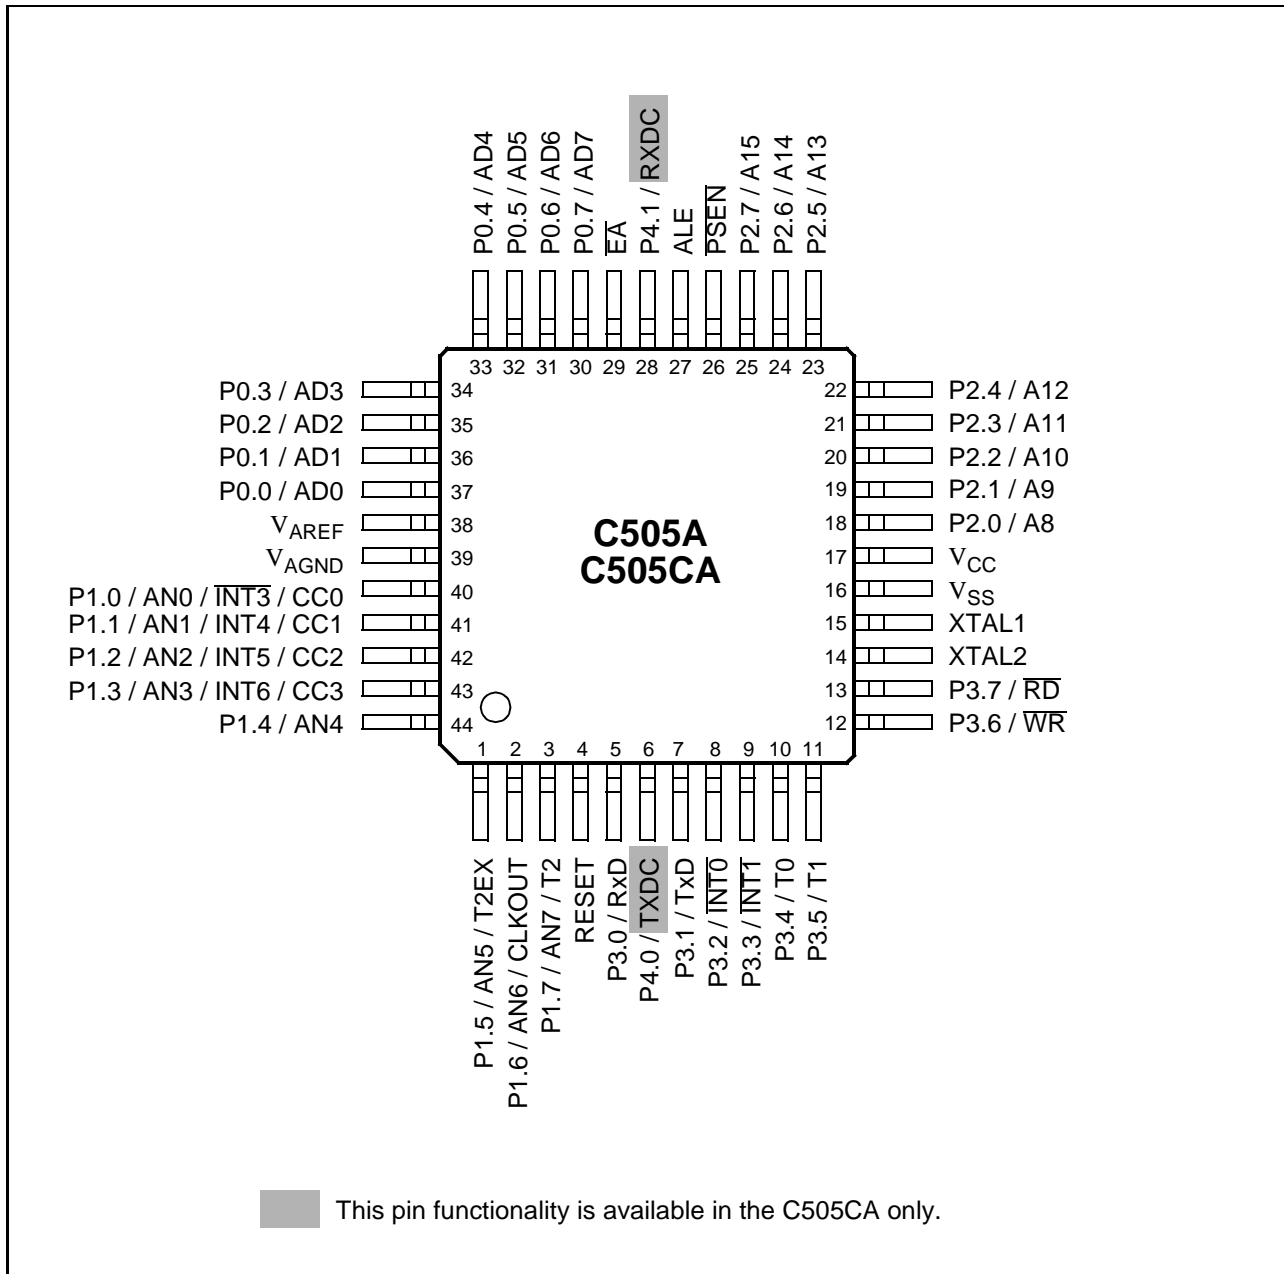 P0.4 / AD4
P0.5 / AD5
P0.6 / AD6
P0.7 / AD7
E̅A̅
P4.1 / RXDC
ALE
P̅S̅E̅N̅
P2.7 / A15
P2.6 / A14
P2.5 / A13
33 32 31 30 29 28 27 26 25 24 23
P0.3 / AD3 34
P0.2 / AD2 35
P0.1 / AD1 36
P0.0 / AD0 37
VAREF 38
VAGND 39
P1.0 / AN0 / I̅N̅T̅3̅ / CC0 40
P1.1 / AN1 / INT4 / CC1 41
P1.2 / AN2 / INT5 / CC2 42
P1.3 / AN3 / INT6 / CC3 43
P1.4 / AN4 44
C505A
C505CA
22 P2.4 / A12
21 P2.3 / A11
20 P2.2 / A10
19 P2.1 / A9
18 P2.0 / A8
17 VCC
16 VSS
15 XTAL1
14 XTAL2
13 P3.7 / R̅D̅
12 P3.6 / W̅R̅
1 2 3 4 5 6 7 8 9 10 11
P1.5 / AN5 / T2EX
P1.6 / AN6 / CLKOUT
P1.7 / AN7 / T2
RESET
P3.0 / RxD
P4.0 / TXDC
P3.1 / TxD
P3.2 / I̅N̅T̅0̅
P3.3 / I̅N̅T̅1̅
P3.4 / T0
P3.5 / T1
This pin functionality is available in the C505CA only.